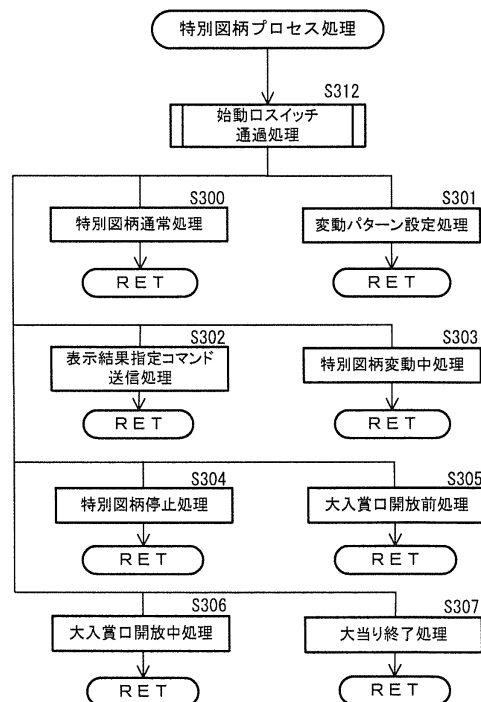 特別図柄プロセス処理
S312
始動口スイッチ
通過処理
S300
特別図柄通常処理
RET
S301
変動パターン設定処理
RET
S302
表示結果指定コマンド
送信処理
RET
S303
特別図柄変動中処理
RET
S304
特別図柄停止処理
RET
S305
大入賞口開放前処理
RET
S306
大入賞口開放中処理
RET
S307
大当り終了処理
RET